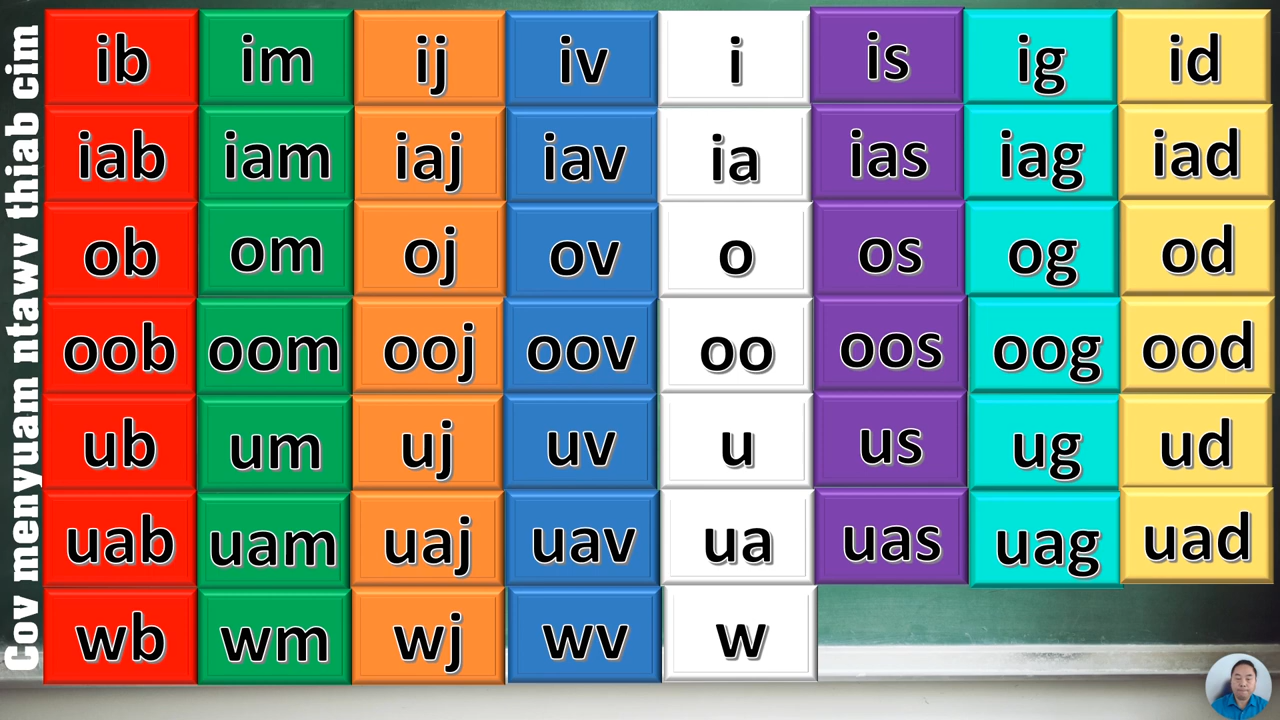 Cov menyuam ntawv thiab cim
ib im ij iv i is ig id
iab iam iaj iav ia ias iag iad
ob om oj ov o os og od
oob oom ooj oov oo oos oog ood
ub um uj uv u us ug ud
uab uam uaj uav ua uas uag uad
wb wm wj wv w